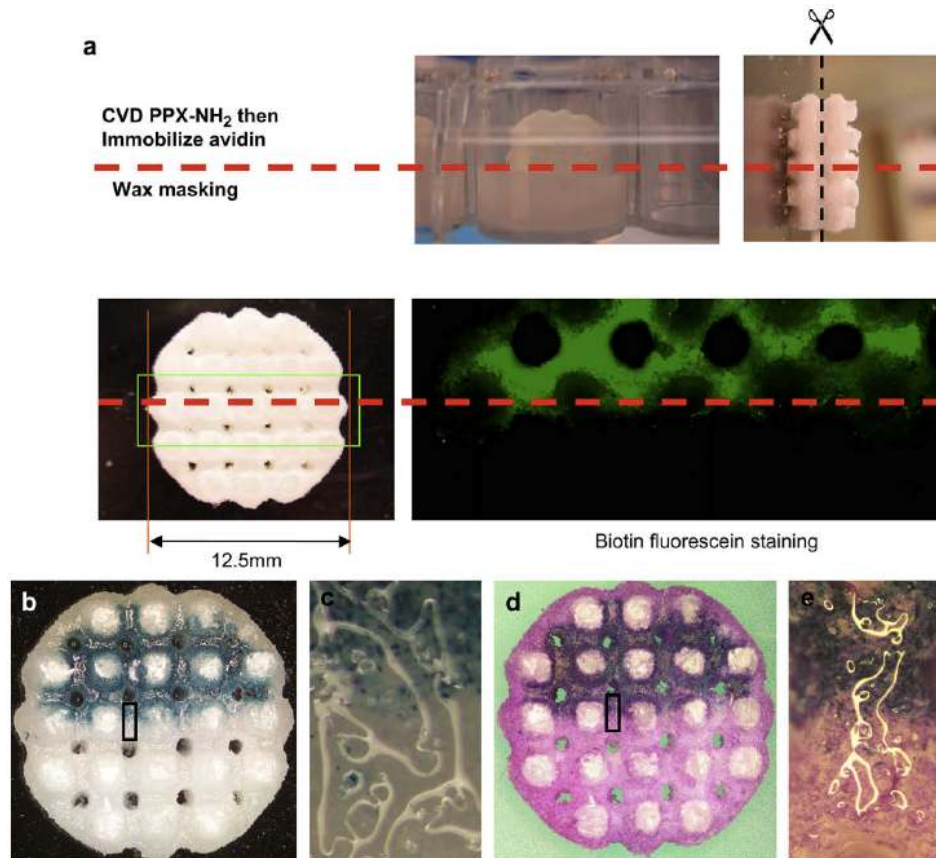 a
CVD PPX-NH₂ then
Immobilize avidin
Wax masking
12.5mm
Biotin fluorescein staining
b
c
d
e